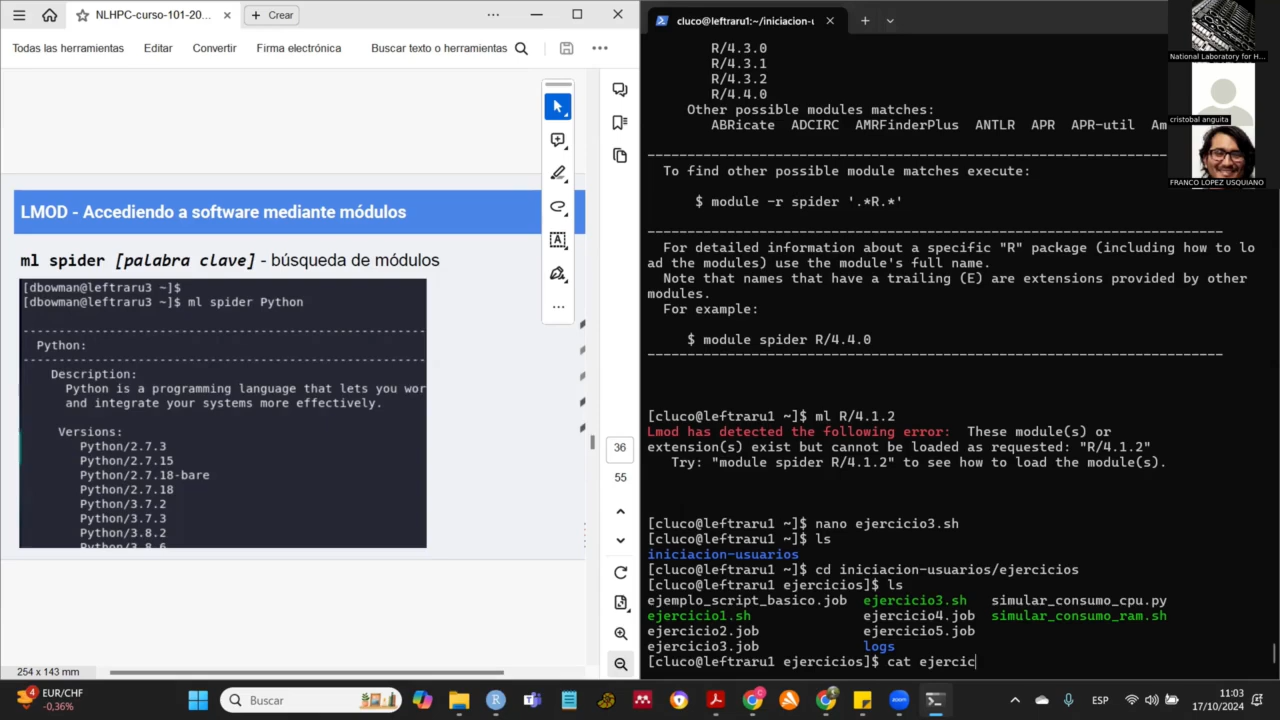 NLHPC-curso-101-20...
Crear
Todas las herramientas
Editar
Convertir
Firma electrónica
Buscar texto o herramientas
LMOD - Accediendo a software mediante módulos
ml spider [palabra clave] - búsqueda de módulos
[dbowman@leftraru3 ~]$
[dbowman@leftraru3 ~]$ ml spider Python
Python:
Description:
Python is a programming language that lets you wor
and integrate your systems more effectively.
Versions:
Python/2.7.3
Python/2.7.15
Python/2.7.18-bare
Python/2.7.18
Python/3.7.2
Python/3.7.3
Python/3.8.2
Python/3.8.6
254 x 143 mm
36
55
cluco@leftraru1:~/iniciacion-u
R/4.3.0
R/4.3.1
R/4.3.2
R/4.4.0
Other possible modules matches:
ABRicate ADCIRC AMRFinderPlus ANTLR APR APR-util Am
To find other possible module matches execute:
$ module -r spider '.*R.*'
For detailed information about a specific "R" package (including how to lo
ad the modules) use the module's full name.
Note that names that have a trailing (E) are extensions provided by other
modules.
For example:
$ module spider R/4.4.0
[cluco@leftraru1 ~]$ ml R/4.1.2
Lmod has detected the following error: These module(s) or
extension(s) exist but cannot be loaded as requested: "R/4.1.2"
Try: "module spider R/4.1.2" to see how to load the module(s).
[cluco@leftraru1 ~]$ nano ejercicio3.sh
[cluco@leftraru1 ~]$ ls
iniciacion-usuarios
[cluco@leftraru1 ~]$ cd iniciacion-usuarios/ejercicios
[cluco@leftraru1 ejercicios]$ ls
ejemplo_script_basico.job ejercicio3.sh simular_consumo_cpu.py
ejercicio1.sh ejercicio4.job simular_consumo_ram.sh
ejercicio2.job ejercicio5.job
ejercicio3.job logs
[cluco@leftraru1 ejercicios]$ cat ejercic
National Laboratory for H...
cristobal anguita
FRANCO LOPEZ USQUIANO
4
EUR/CHF
-0,36%
Buscar
zoom
ESP
11:03
17/10/2024